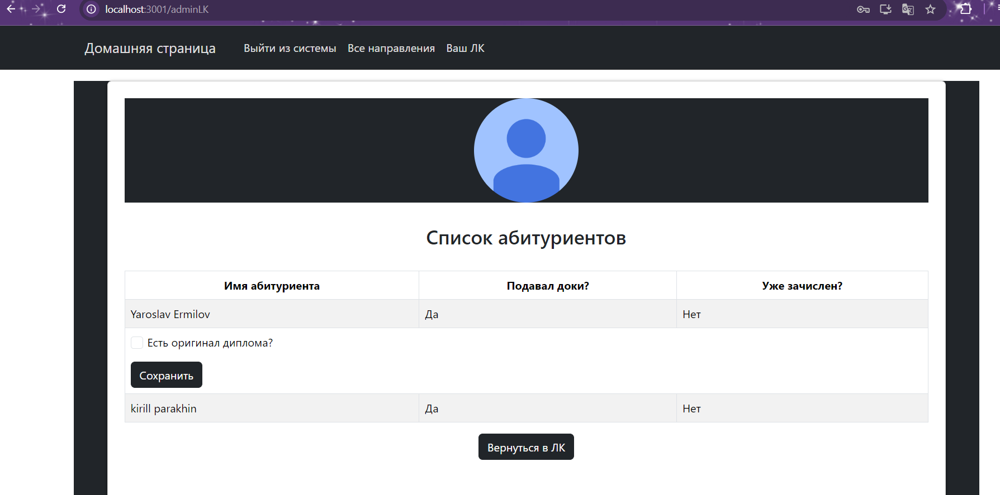 localhost:3001/adminLK
Домашняя страница Выйти из системы Все направления Ваш ЛК
Список абитуриентов
Имя абитуриента Подавал доки? Уже зачислен?
Yaroslav Ermilov Да Нет
Есть оригинал диплома?
Сохранить
kirill parakhin Да Нет
Вернуться в ЛК